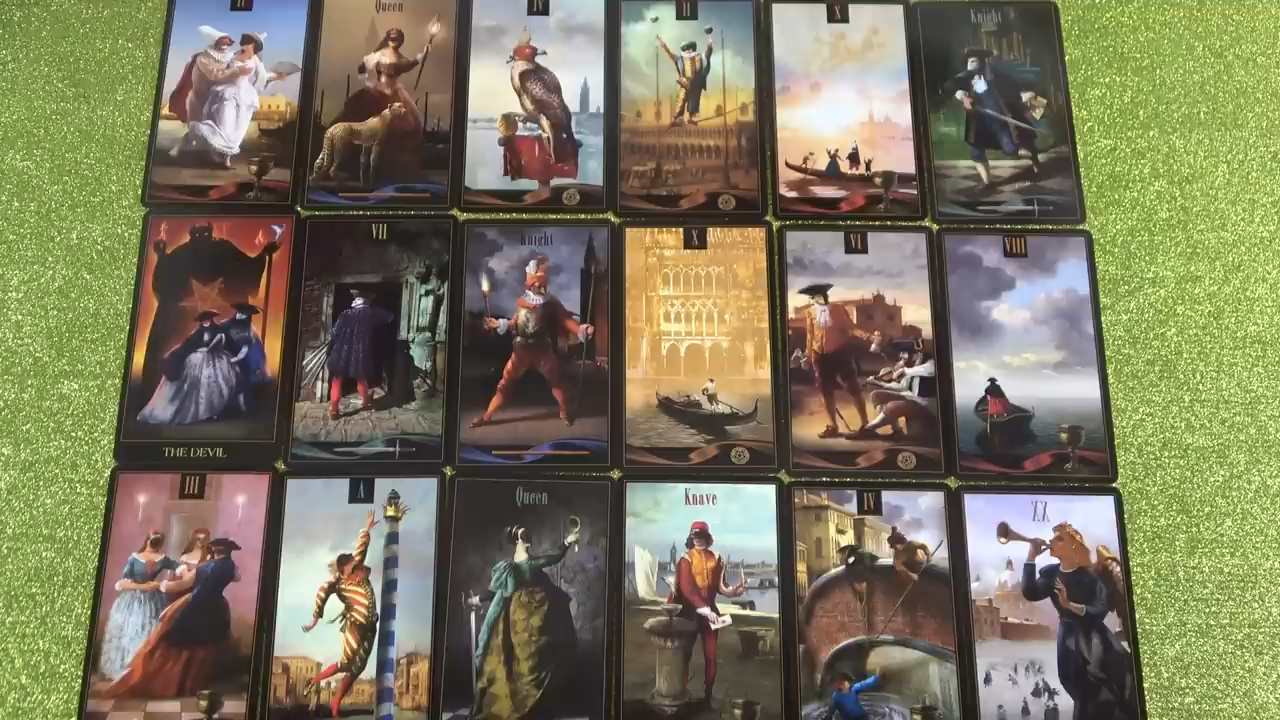 II
Queen
IV
II
X
Knight
VII
Knight
X
VI
VIII
THE DEVIL
III
V
Queen
Knave
IV
XX